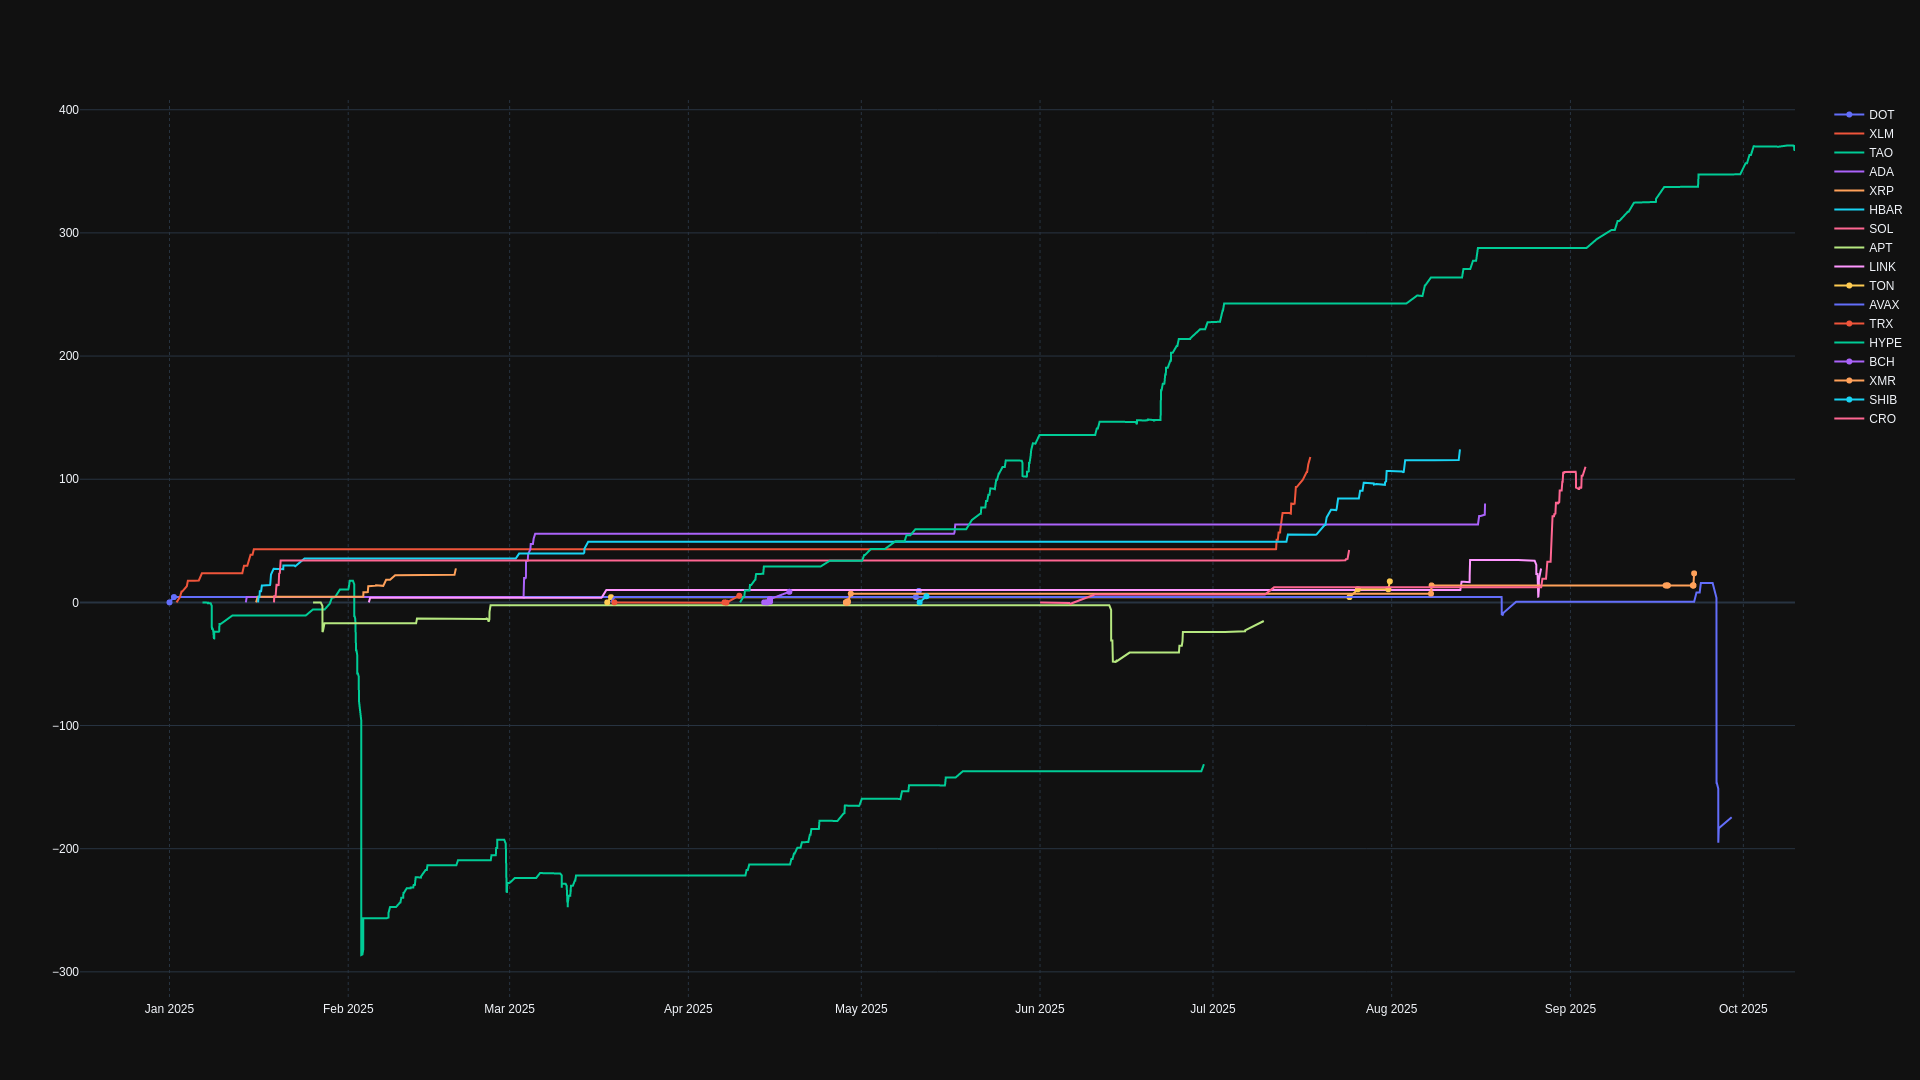 400
300
200
100
0
−100
−200
−300
Jan 2025
Feb 2025
Mar 2025
Apr 2025
May 2025
Jun 2025
Jul 2025
Aug 2025
Sep 2025
Oct 2025
DOT
XLM
TAO
ADA
XRP
HBAR
SOL
APT
LINK
TON
AVAX
TRX
HYPE
BCH
XMR
SHIB
CRO